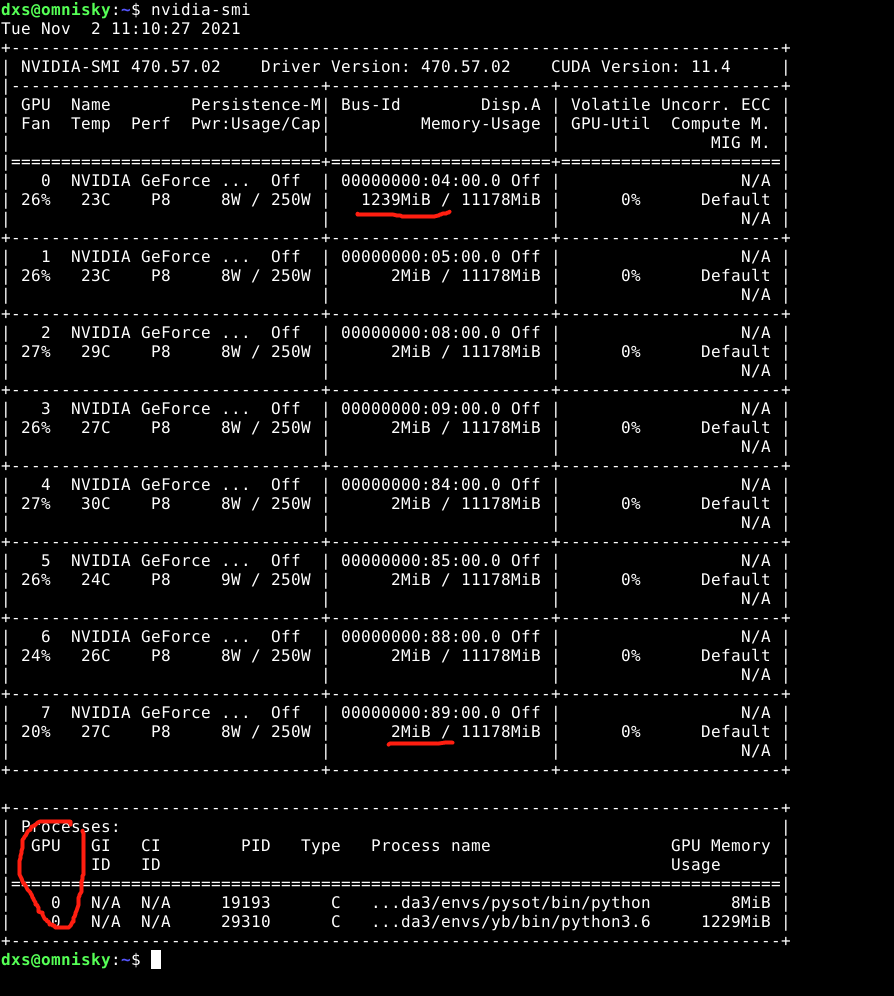 dxs@omnisky:~$ nvidia-smi
Tue Nov  2 11:10:27 2021
+-----------------------------------------------------------------------------+
| NVIDIA-SMI 470.57.02    Driver Version: 470.57.02    CUDA Version: 11.4     |
|-------------------------------+----------------------+----------------------+
| GPU  Name        Persistence-M| Bus-Id        Disp.A | Volatile Uncorr. ECC |
| Fan  Temp  Perf  Pwr:Usage/Cap|         Memory-Usage | GPU-Util  Compute M. |
|                               |                      |               MIG M. |
|===============================+======================+======================|
|   0  NVIDIA GeForce ...  Off  | 00000000:04:00.0 Off |                  N/A |
| 26%   23C    P8     8W / 250W |   1239MiB / 11178MiB |      0%      Default |
|                               |                      |                  N/A |
+-------------------------------+----------------------+----------------------+
|   1  NVIDIA GeForce ...  Off  | 00000000:05:00.0 Off |                  N/A |
| 26%   23C    P8     8W / 250W |      2MiB / 11178MiB |      0%      Default |
|                               |                      |                  N/A |
+-------------------------------+----------------------+----------------------+
|   2  NVIDIA GeForce ...  Off  | 00000000:08:00.0 Off |                  N/A |
| 27%   29C    P8     8W / 250W |      2MiB / 11178MiB |      0%      Default |
|                               |                      |                  N/A |
+-------------------------------+----------------------+----------------------+
|   3  NVIDIA GeForce ...  Off  | 00000000:09:00.0 Off |                  N/A |
| 26%   27C    P8     8W / 250W |      2MiB / 11178MiB |      0%      Default |
|                               |                      |                  N/A |
+-------------------------------+----------------------+----------------------+
|   4  NVIDIA GeForce ...  Off  | 00000000:84:00.0 Off |                  N/A |
| 27%   30C    P8     8W / 250W |      2MiB / 11178MiB |      0%      Default |
|                               |                      |                  N/A |
+-------------------------------+----------------------+----------------------+
|   5  NVIDIA GeForce ...  Off  | 00000000:85:00.0 Off |                  N/A |
| 26%   24C    P8     9W / 250W |      2MiB / 11178MiB |      0%      Default |
|                               |                      |                  N/A |
+-------------------------------+----------------------+----------------------+
|   6  NVIDIA GeForce ...  Off  | 00000000:88:00.0 Off |                  N/A |
| 24%   26C    P8     8W / 250W |      2MiB / 11178MiB |      0%      Default |
|                               |                      |                  N/A |
+-------------------------------+----------------------+----------------------+
|   7  NVIDIA GeForce ...  Off  | 00000000:89:00.0 Off |                  N/A |
| 20%   27C    P8     8W / 250W |      2MiB / 11178MiB |      0%      Default |
|                               |                      |                  N/A |
+-------------------------------+----------------------+----------------------+

+-----------------------------------------------------------------------------+
| Processes:                                                                  |
|  GPU   GI   CI        PID   Type   Process name                  GPU Memory |
|        ID   ID                                                   Usage      |
|=============================================================================|
|    0   N/A  N/A     19193      C   ...da3/envs/pysot/bin/python        8MiB |
|    0   N/A  N/A     29310      C   ...da3/envs/yb/bin/python3.6     1229MiB |
+-----------------------------------------------------------------------------+
dxs@omnisky:~$